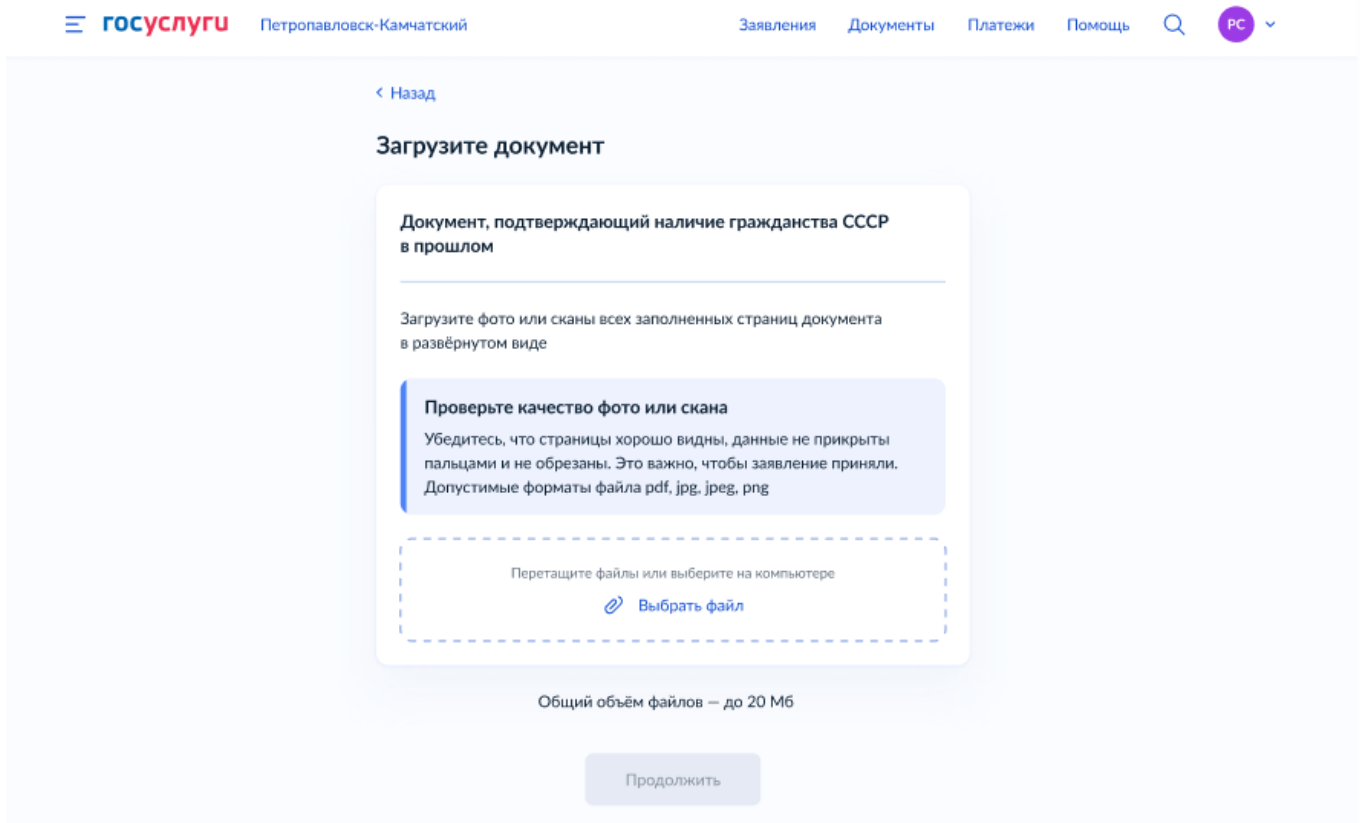 госуслуги Петропавловск-Камчатский Заявления Документы Платежи Помощь РС
Назад
Загрузите документ
Документ, подтверждающий наличие гражданства СССР
в прошлом
Загрузите фото или сканы всех заполненных страниц документа
в развёрнутом виде
Проверьте качество фото или скана
Убедитесь, что страницы хорошо видны, данные не прикрыты
пальцами и не обрезаны. Это важно, чтобы заявление приняли.
Допустимые форматы файла pdf, jpg, jpeg, png
Перетащите файлы или выберите на компьютере
Выбрать файл
Общий объём файлов — до 20 Мб
Продолжить